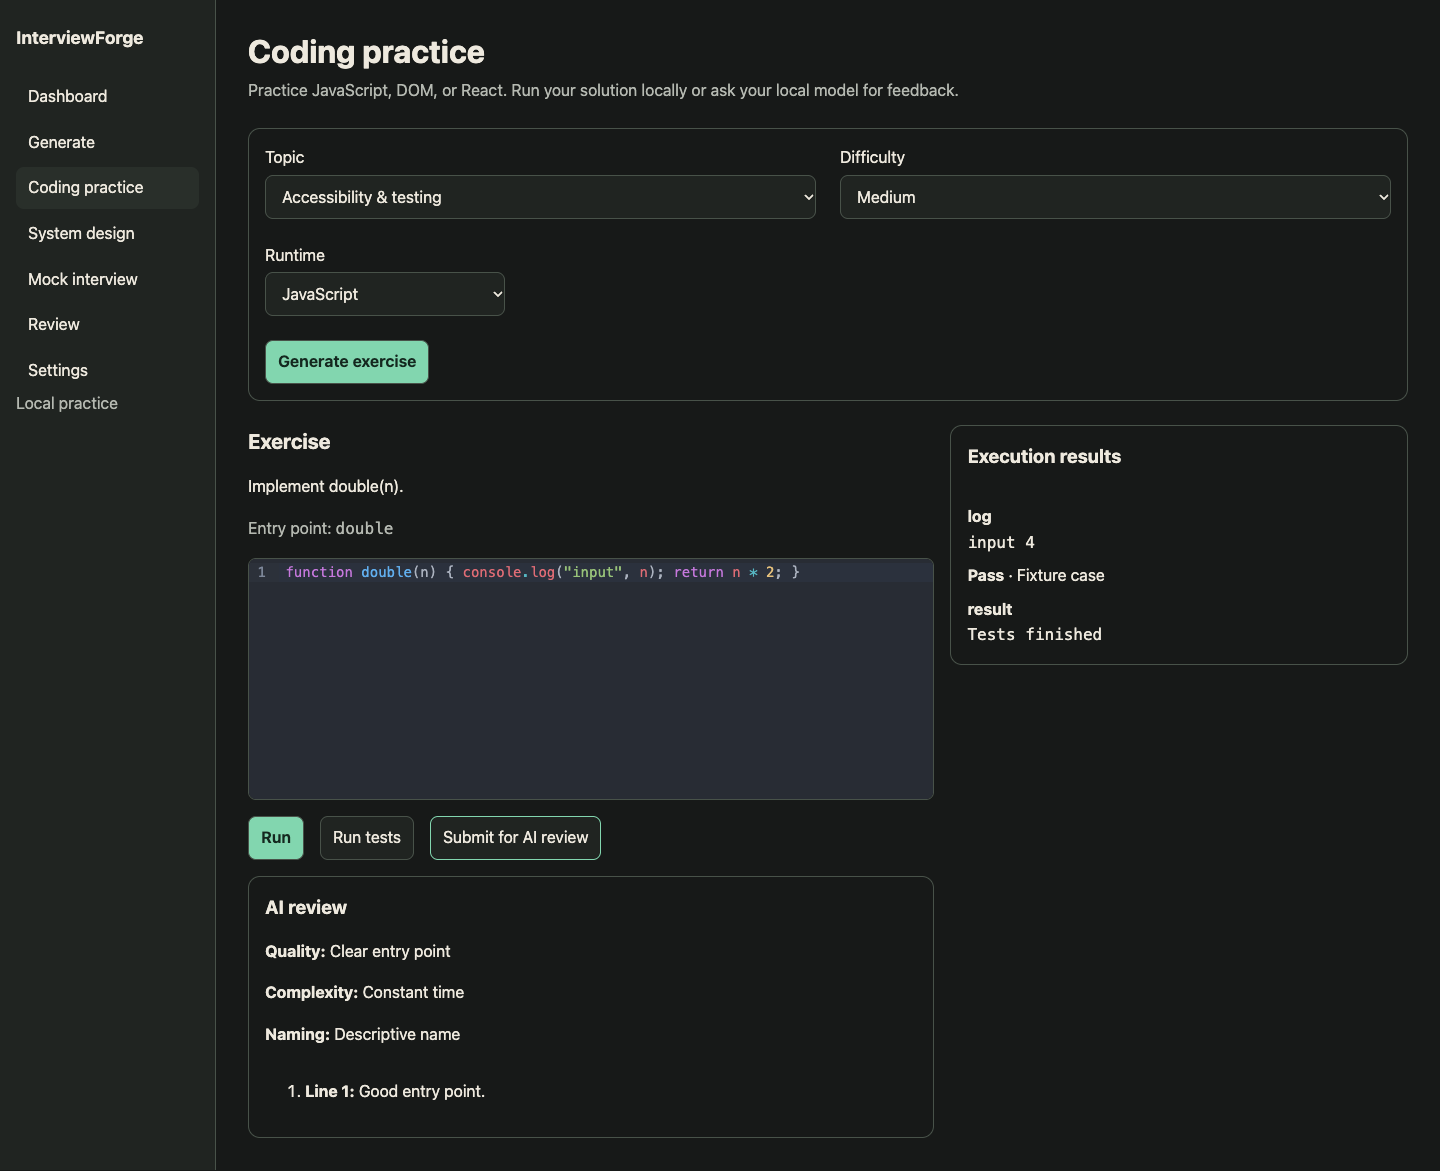 InterviewForge
Dashboard
Generate
Coding practice
System design
Mock interview
Review
Settings
Local practice
Coding practice
Practice JavaScript, DOM, or React. Run your solution locally or ask your local model for feedback.
Topic
Accessibility & testing
Difficulty
Medium
Runtime
JavaScript
Generate exercise
Exercise
Implement double(n).
Entry point: double
1 function double(n) { console.log("input", n); return n * 2; }
Run
Run tests
Submit for AI review
AI review
Quality: Clear entry point
Complexity: Constant time
Naming: Descriptive name
1. Line 1: Good entry point.
Execution results
log
input 4
Pass · Fixture case
result
Tests finished